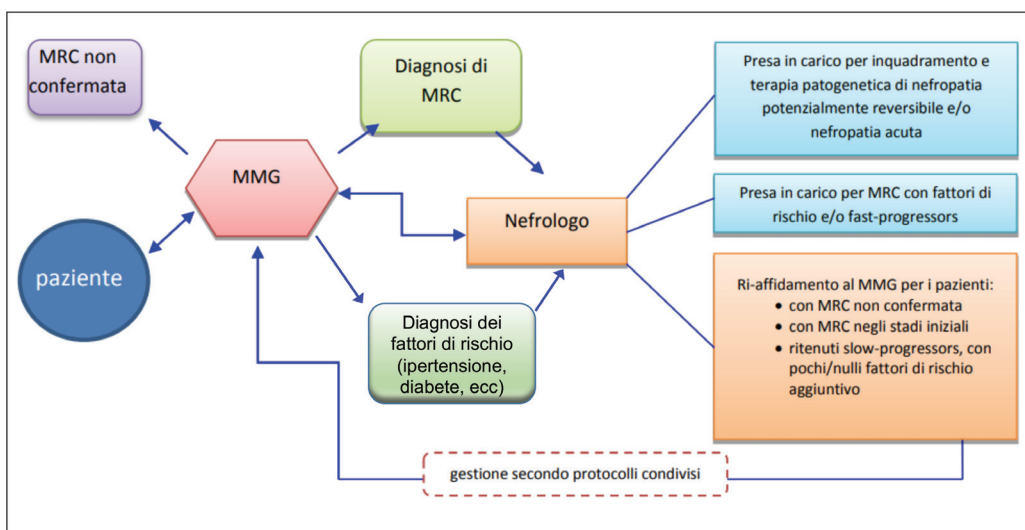 MRC non
confermata
MMG
paziente
Diagnosi di
MRC
Diagnosi dei
fattori di rischio
(ipertensione,
diabete, ecc)
Nefrologo
Presa in carico per inquadramento e
terapia patogenetica di nefropatia
potenzialmente reversibile e/o
nefropatia acuta
Presa in carico per MRC con fattori di
rischio e/o fast-progressors
Ri-affidamento al MMG per i pazienti:
• con MRC non confermata
• con MRC negli stadi iniziali
• ritenuti slow-progressors, con
pochi/nulli fattori di rischio
aggiuntivo
gestione secondo protocolli condivisi